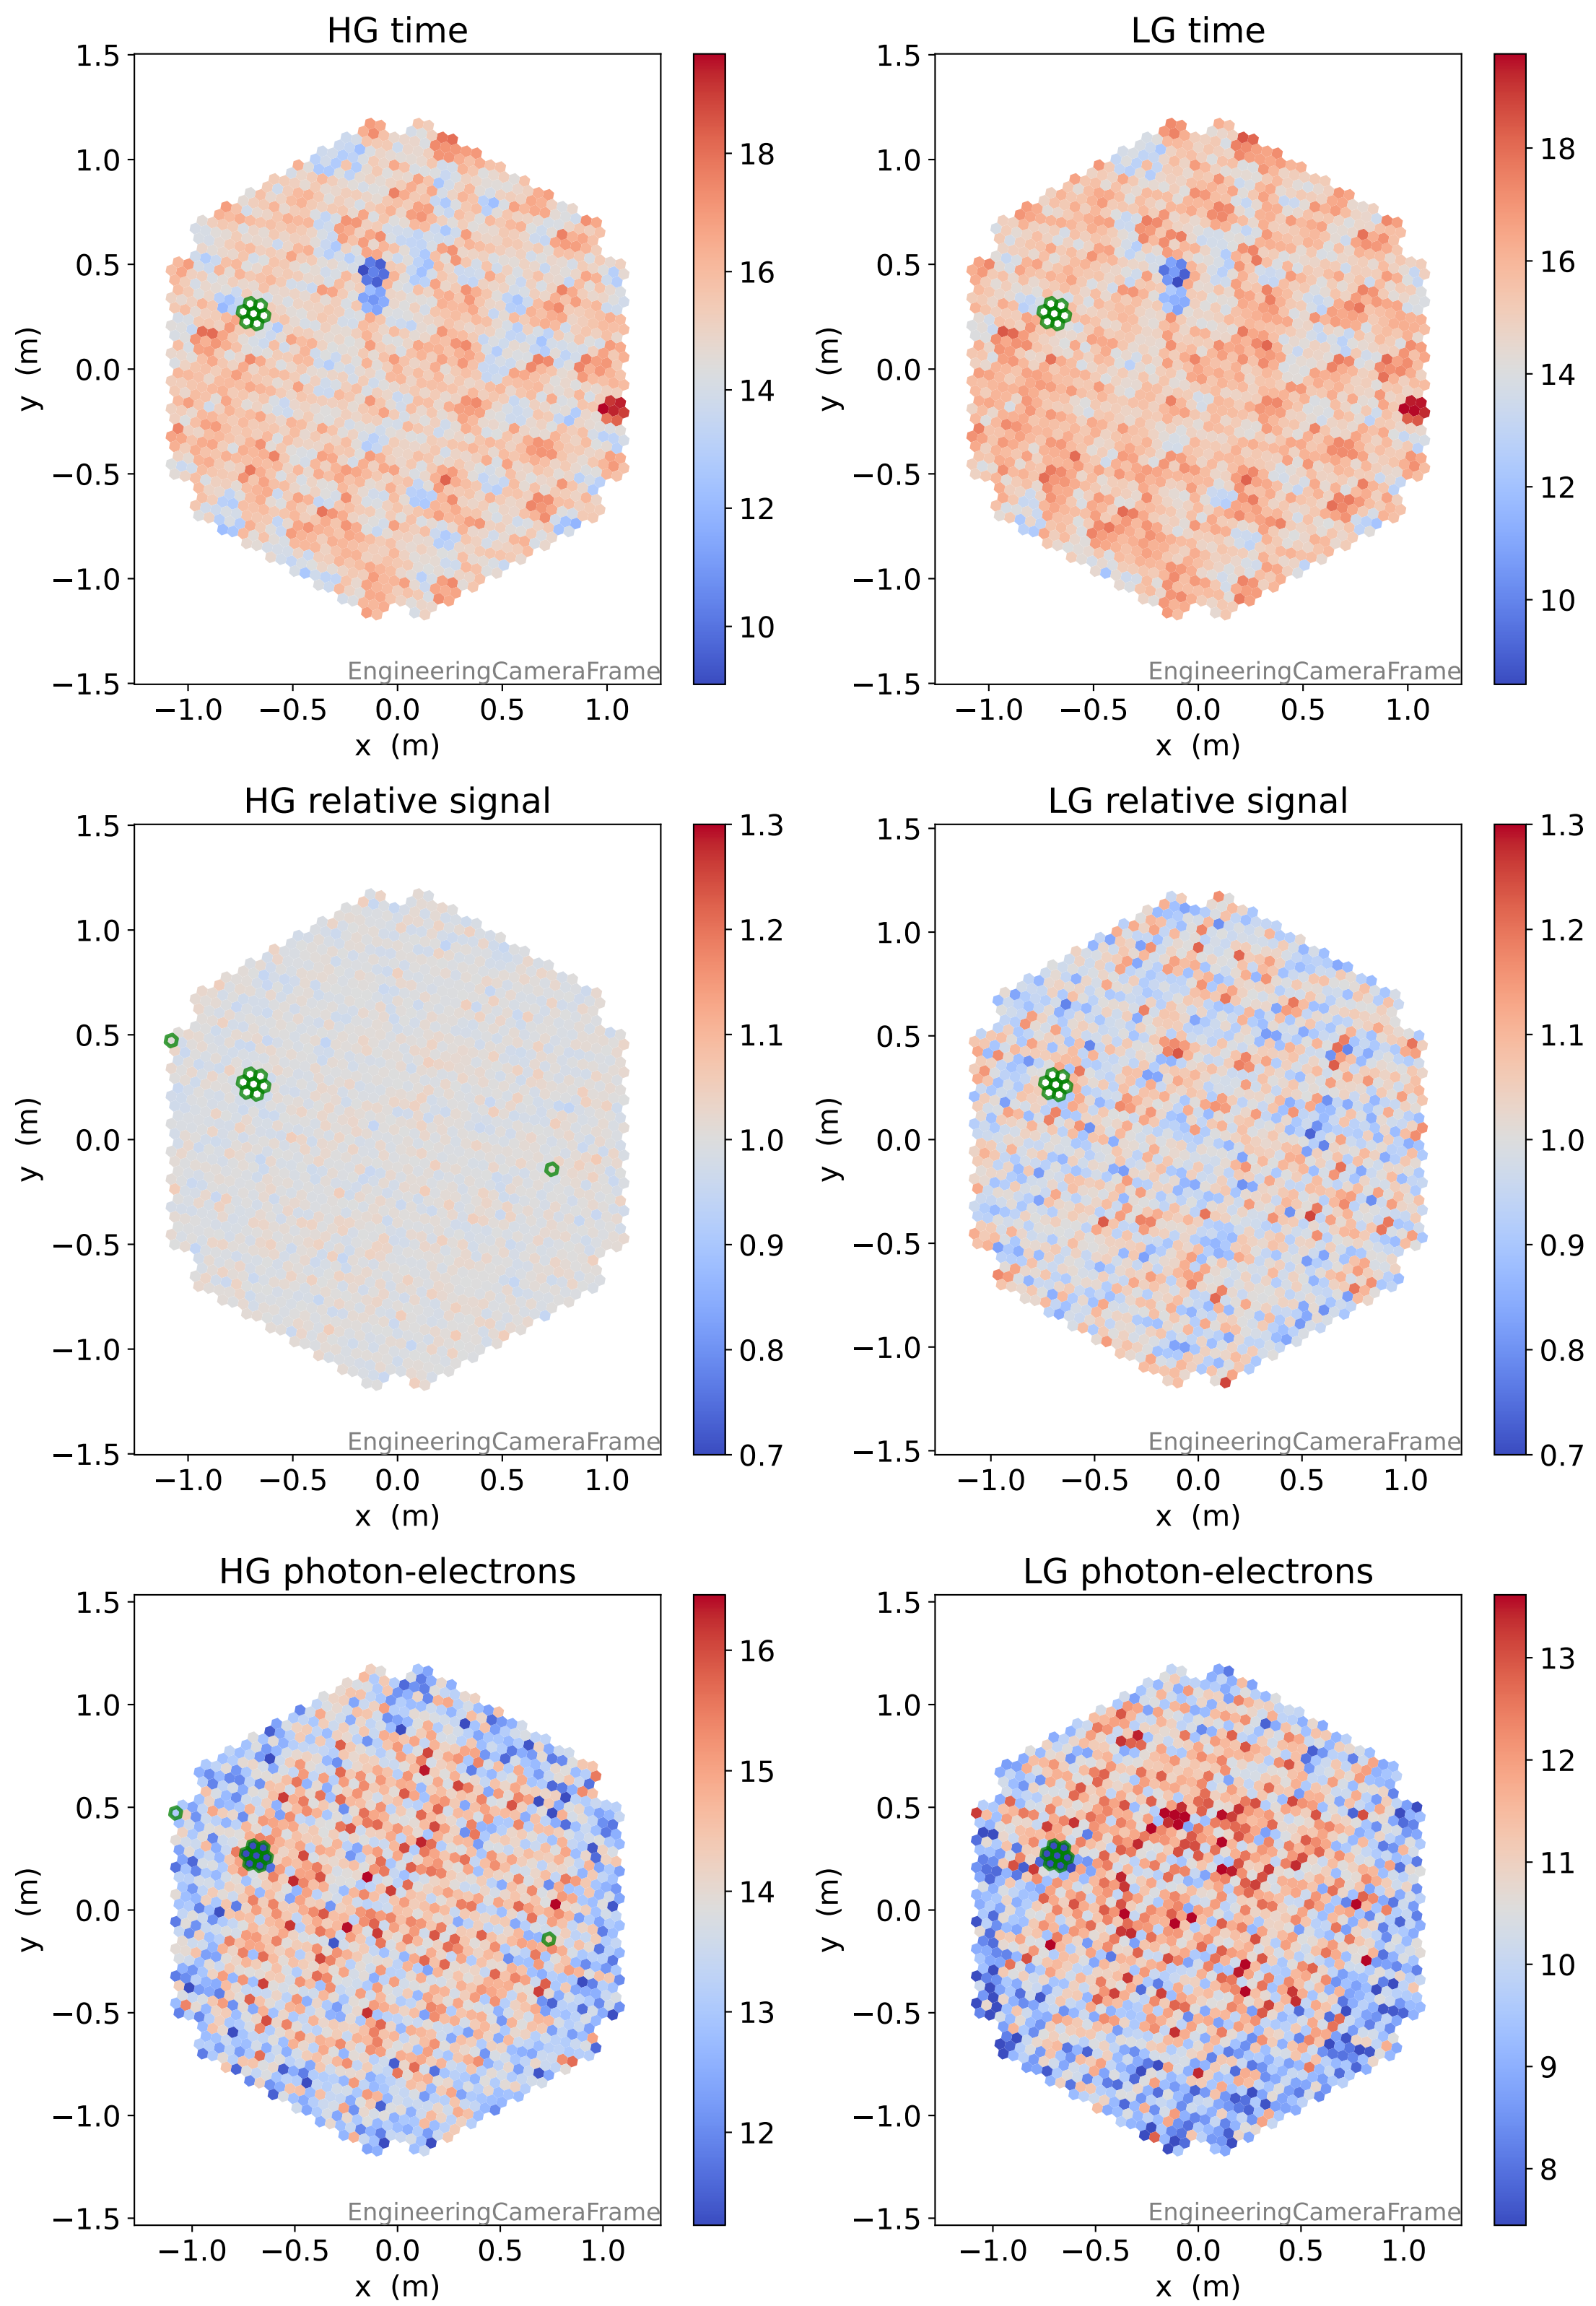 HG time
1.5
1.0
0.5
0.0
−0.5
−1.0
−1.5
y (m)
−1.0 −0.5 0.0 0.5 1.0
x (m)
EngineeringCameraFrame
18
16
14
12
10
LG time
1.5
1.0
0.5
0.0
−0.5
−1.0
−1.5
y (m)
−1.0 −0.5 0.0 0.5 1.0
x (m)
EngineeringCameraFrame
18
16
14
12
10
HG relative signal
1.5
1.0
0.5
0.0
−0.5
−1.0
−1.5
y (m)
−1.0 −0.5 0.0 0.5 1.0
x (m)
EngineeringCameraFrame
1.3
1.2
1.1
1.0
0.9
0.8
0.7
LG relative signal
1.5
1.0
0.5
0.0
−0.5
−1.0
−1.5
y (m)
−1.0 −0.5 0.0 0.5 1.0
x (m)
EngineeringCameraFrame
1.3
1.2
1.1
1.0
0.9
0.8
0.7
HG photon-electrons
1.5
1.0
0.5
0.0
−0.5
−1.0
−1.5
y (m)
−1.0 −0.5 0.0 0.5 1.0
x (m)
EngineeringCameraFrame
16
15
14
13
12
LG photon-electrons
1.5
1.0
0.5
0.0
−0.5
−1.0
−1.5
y (m)
−1.0 −0.5 0.0 0.5 1.0
x (m)
EngineeringCameraFrame
13
12
11
10
9
8